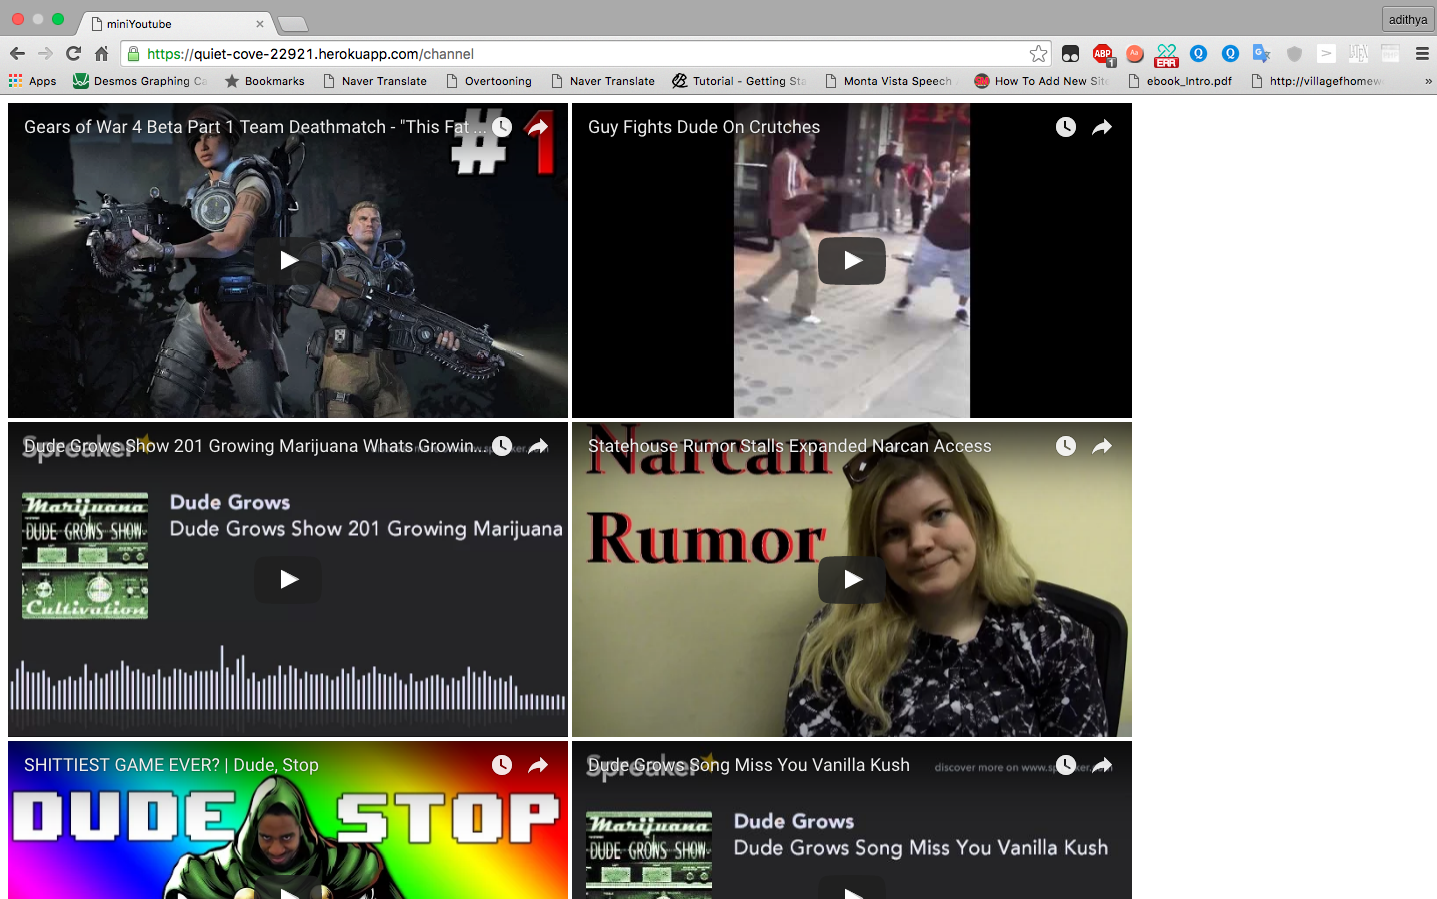 miniYoutube
adithya
https://quiet-cove-22921.herokuapp.com/channel
ABP
1
Aa
ERR
Q
Q
Apps
Desmos Graphing Ca
Bookmarks
Naver Translate
Overtooning
Naver Translate
Tutorial - Getting Sta
Monta Vista Speech
How To Add New Site
ebook_Intro.pdf
http://villagefhomew
»
Gears of War 4 Beta Part 1 Team Deathmatch - "This Fat ...
#1
Guy Fights Dude On Crutches
Dude Grows Show 201 Growing Marijuana Whats Growin...
Spreaker
Marijuana
DUDE GROWS SHOW
Cultivation
Dude Grows
Dude Grows Show 201 Growing Marijuana
Statehouse Rumor Stalls Expanded Narcan Access
Narcan
Rumor
SHITTIEST GAME EVER? | Dude, Stop
DUDE STOP
Dude Grows Song Miss You Vanilla Kush
Spreaker
discover more on www.spreaker.com
Marijuana
DUDE GROWS SHOW
Dude Grows
Dude Grows Song Miss You Vanilla Kush